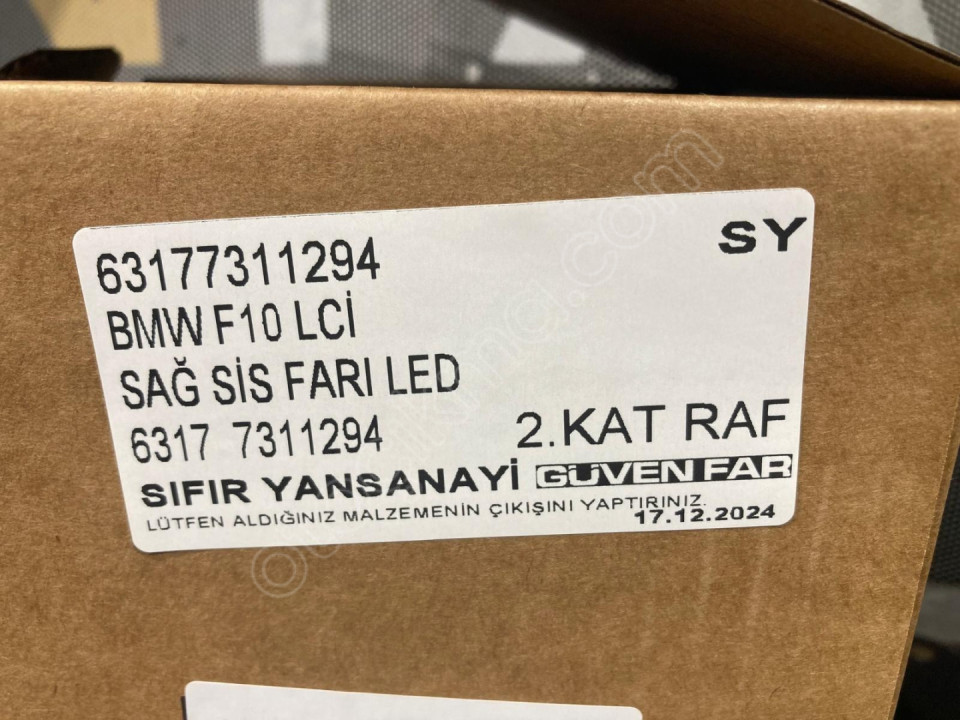 63177311294
SY
BMW F10 LCİ
SAĞ SİS FARI LED
6317 7311294
2.KAT RAF
SIFIR YANSANAYİ GÜVEN FAR
LÜTFEN ALDIĞINIZ MALZEMENİN ÇIKIŞINI YAPTIRINIZ.
17.12.2024